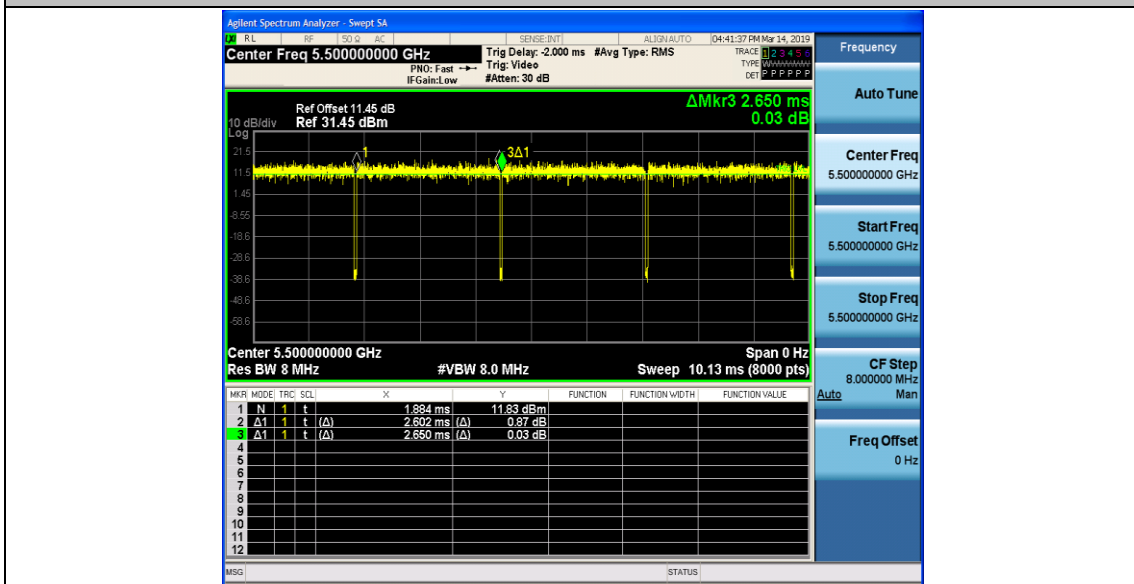 Agilent Spectrum Analyzer - Swept SA
RL RF 50 Ω AC SENSE:INT ALIGN AUTO 04:41:37 PM Mar 14, 2019
Center Freq 5.500000000 GHz
Trig Delay: -2.000 ms #Avg Type: RMS
TRACE 1 2 3 4 5 6
PNO: Fast Trig: Video
TYPE WWWWWW
IFGain:Low #Atten: 30 dB
DET P P P P P P
Frequency
Auto Tune
Center Freq
5.500000000 GHz
Start Freq
5.500000000 GHz
Stop Freq
5.500000000 GHz
CF Step
8.000000 MHz
Auto Man
Freq Offset
0 Hz
ΔMkr3 2.650 ms
0.03 dB
Ref Offset 11.45 dB
10 dB/div Ref 31.45 dBm
Log
21.5
11.5
1.45
-8.55
-18.6
-28.6
-38.6
-48.6
-58.6
1
3Δ1
Center 5.500000000 GHz Span 0 Hz
Res BW 8 MHz #VBW 8.0 MHz Sweep 10.13 ms (8000 pts)
MKR MODE TRC SCL X Y FUNCTION FUNCTION WIDTH FUNCTION VALUE
1 N 1 t 1.884 ms 11.83 dBm
2 Δ1 1 t (Δ) 2.602 ms (Δ) 0.87 dB
3 Δ1 1 t (Δ) 2.650 ms (Δ) 0.03 dB
4
5
6
7
8
9
10
11
12
MSG STATUS